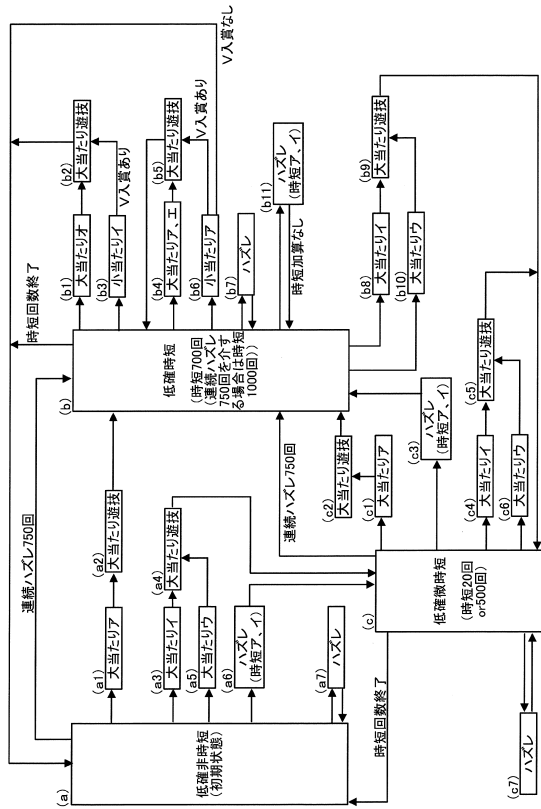 (a)
低確非時短
(初期状態)
連続ハズレ750回
(a1)
大当たりア
(a2)
大当たり遊技
(a3)
大当たりイ
(a4)
大当たり遊技
(a5)
大当たりウ
(a6)
ハズレ
(時短ア、イ)
(a7)
ハズレ
時短回数終了
(b)
低確時短
(時短700回
(連続ハズレ
750回を介す
る場合は時短
1000回))
時短回数終了
(b1)
大当たりオ
(b2)
大当たり遊技
(b3)
小当たりイ
V入賞あり
V入賞なし
(b4)
大当たりア、エ
(b5)
大当たり遊技
(b6)
小当たりア
V入賞あり
(b7)
ハズレ
(b11)
ハズレ
(時短ア、イ)
時短加算なし
(b8)
大当たりイ
(b9)
大当たり遊技
(b10)
大当たりウ
(c)
低確微時短
(時短20回
or500回)
連続ハズレ750回
(c1)
大当たりア
(c2)
大当たり遊技
(c3)
ハズレ
(時短ア、イ)
(c4)
大当たりイ
(c5)
大当たり遊技
(c6)
大当たりウ
(c7)
ハズレ